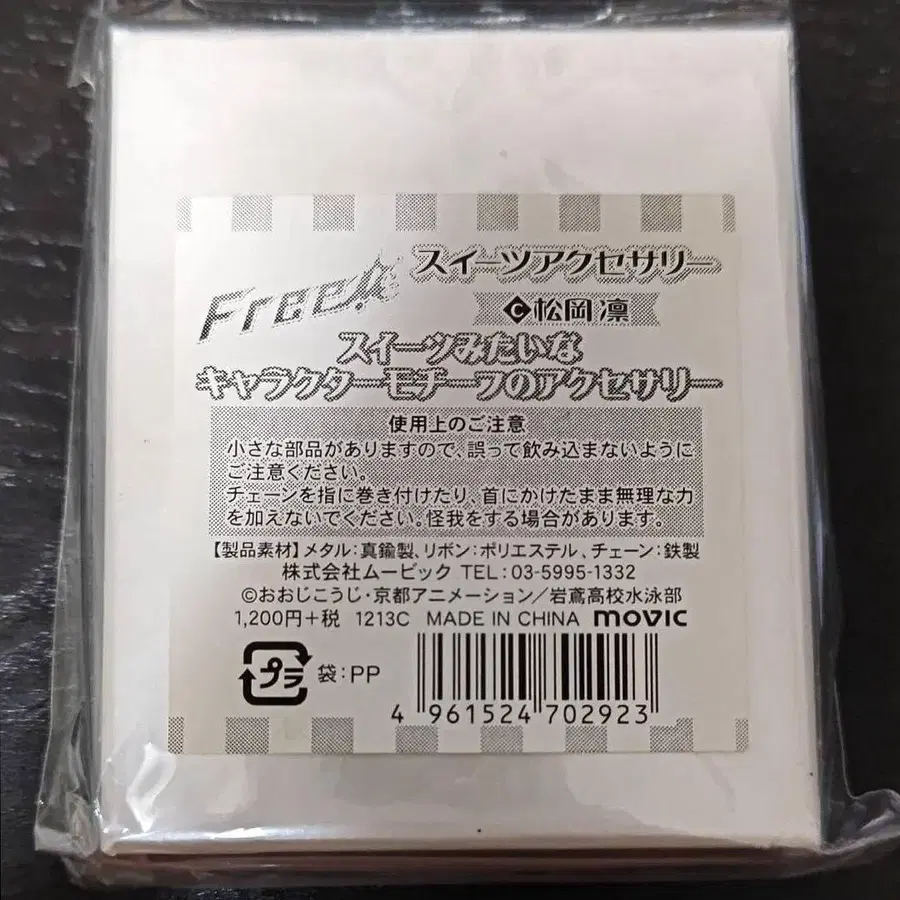 Free! スイーツアクセサリー
C 松岡 凛
スイーツみたいな
キャラクターモチーフのアクセサリー
使用上のご注意
小さな部品がありますので、誤って飲み込まないように
ご注意ください。
チェーンを指に巻き付けたり、首にかけたまま無理な力
を加えないでください。怪我をする場合があります。
【製品素材】メタル:真鍮製、リボン:ポリエステル、チェーン:鉄製
株式会社ムービック TEL:03-5995-1332
©おおじこうじ・京都アニメーション/岩鳶高校水泳部
1,200円+税 1213C MADE IN CHINA movic
プラ 袋:PP
4 961524 702923